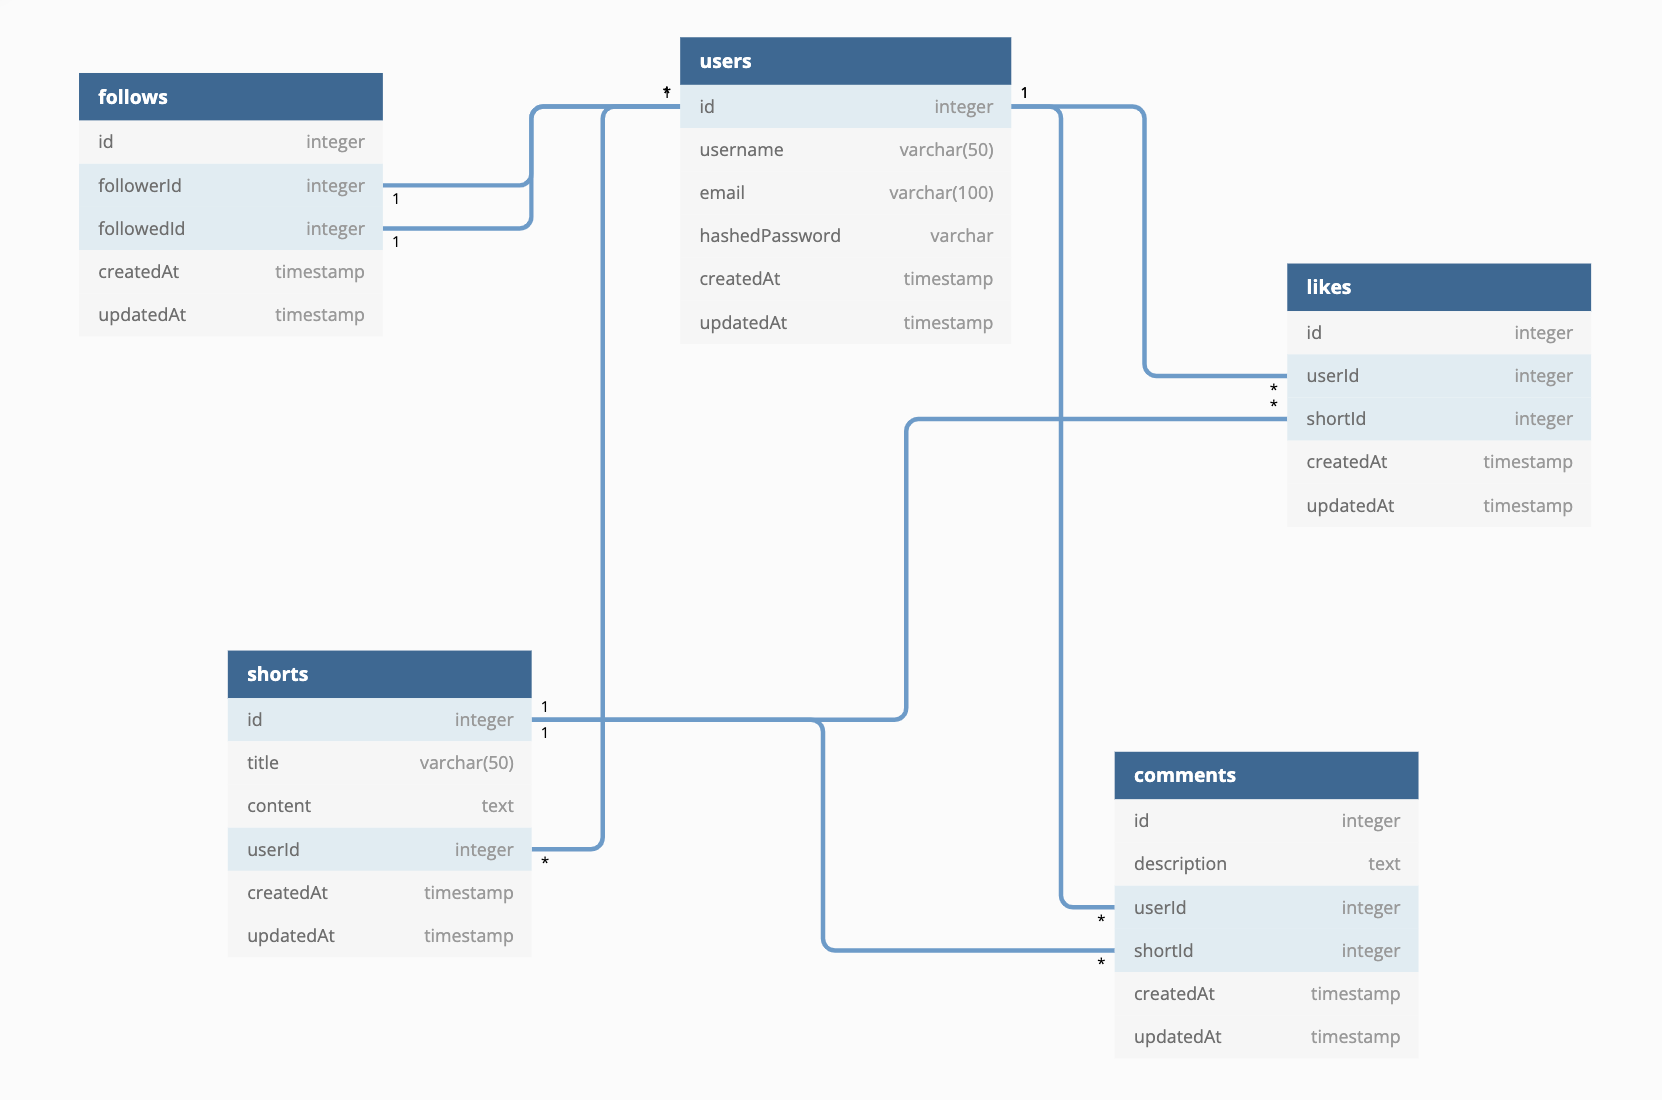 follows
id integer
followerId integer
1
followedId integer
1
createdAt timestamp
updatedAt timestamp
users
* 1
1
id integer
username varchar(50)
email varchar(100)
hashedPassword varchar
createdAt timestamp
updatedAt timestamp
likes
id integer
userId integer
*
*
shortId integer
createdAt timestamp
updatedAt timestamp
shorts
1
id integer
1
title varchar(50)
content text
userId integer
*
createdAt timestamp
updatedAt timestamp
comments
id integer
description text
userId integer
*
shortId integer
*
createdAt timestamp
updatedAt timestamp